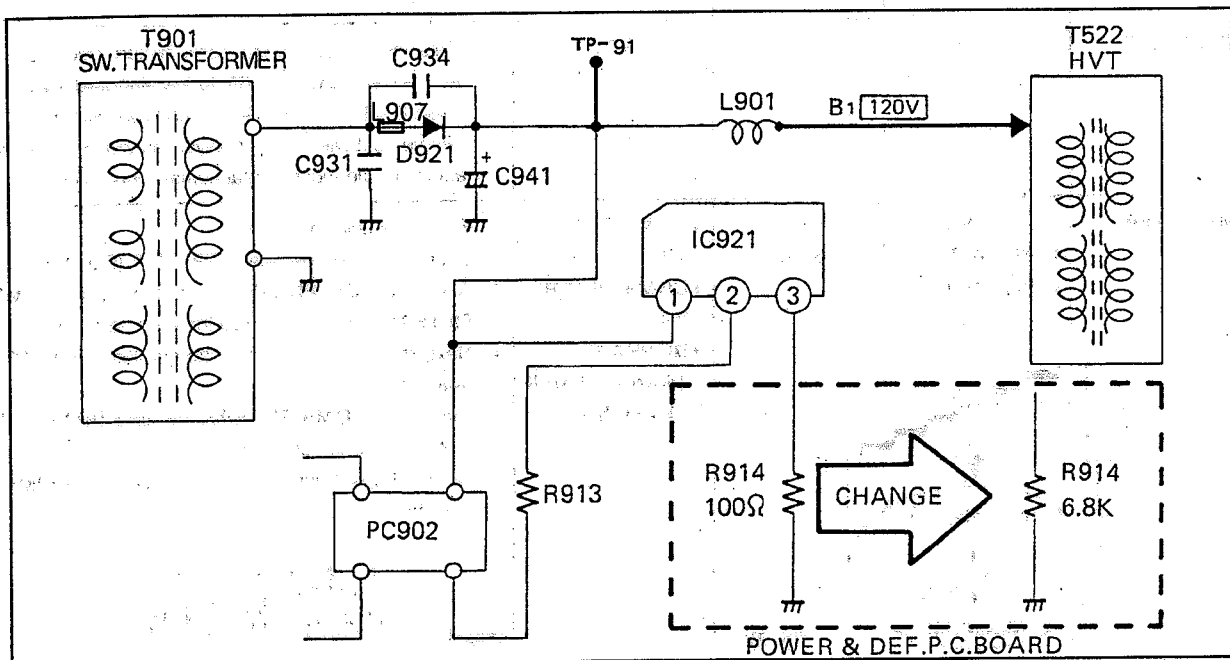 T901
SW.TRANSFORMER
C934
TP-91
T522
HVT
L907
L901
B1 120V
C931
D921
+
C941
IC921
1 2 3
R913
R914
100Ω
CHANGE
R914
6.8K
PC902
POWER & DEF.P.C.BOARD